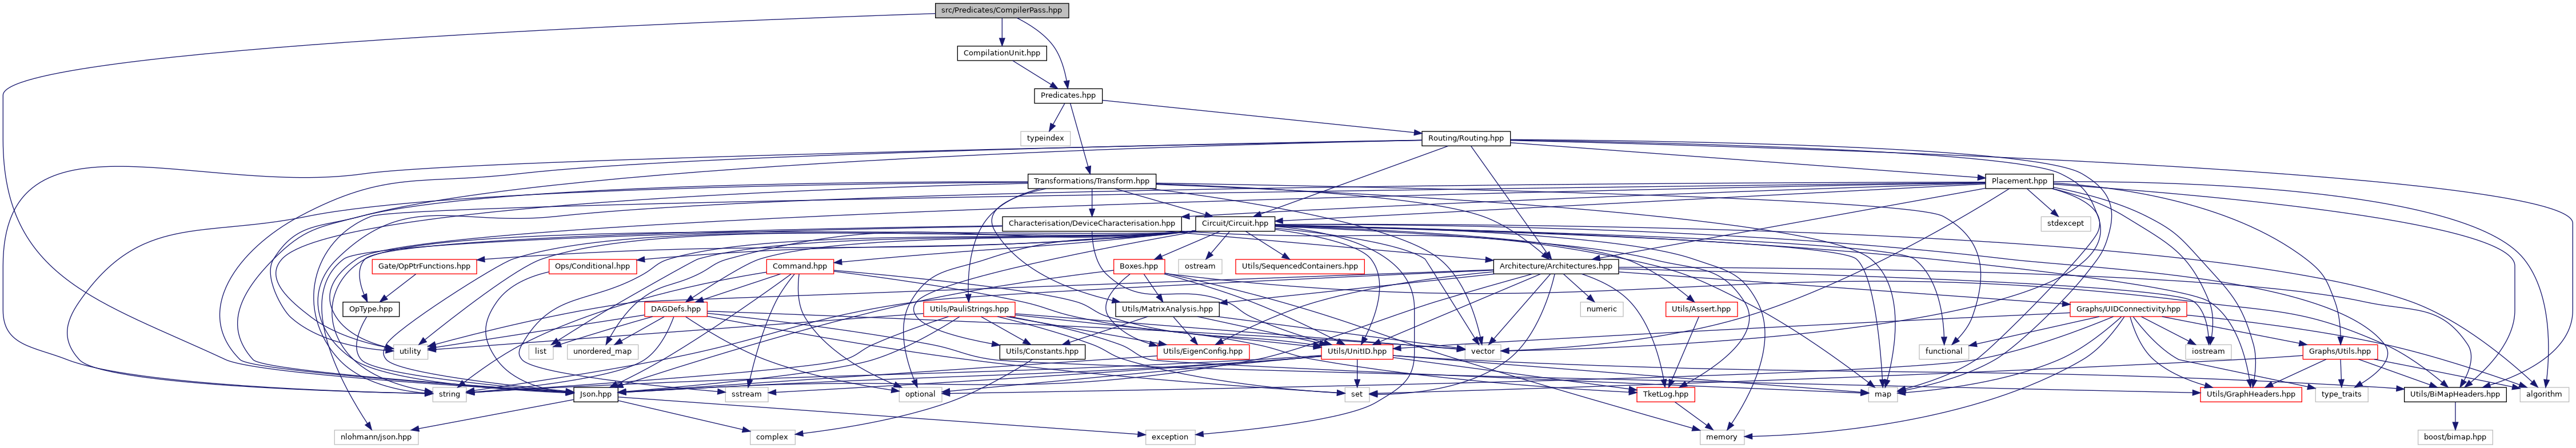 src/Predicates/CompilerPass.hpp
CompilationUnit.hpp
Predicates.hpp
typeindex
Routing/Routing.hpp
Transformations/Transform.hpp
Placement.hpp
Characterisation/DeviceCharacterisation.hpp
Circuit/Circuit.hpp
stdexcept
Gate/OpPtrFunctions.hpp
Ops/Conditional.hpp
Command.hpp
Boxes.hpp
ostream
Utils/SequencedContainers.hpp
Architecture/Architectures.hpp
OpType.hpp
DAGDefs.hpp
Utils/PauliStrings.hpp
Utils/MatrixAnalysis.hpp
numeric
Utils/Assert.hpp
Graphs/UIDConnectivity.hpp
utility
list
unordered_map
Utils/Constants.hpp
Utils/EigenConfig.hpp
Utils/UnitID.hpp
vector
functional
iostream
Graphs/Utils.hpp
string
Json.hpp
sstream
optional
set
TketLog.hpp
map
Utils/GraphHeaders.hpp
type_traits
Utils/BiMapHeaders.hpp
algorithm
nlohmann/json.hpp
complex
exception
memory
boost/bimap.hpp